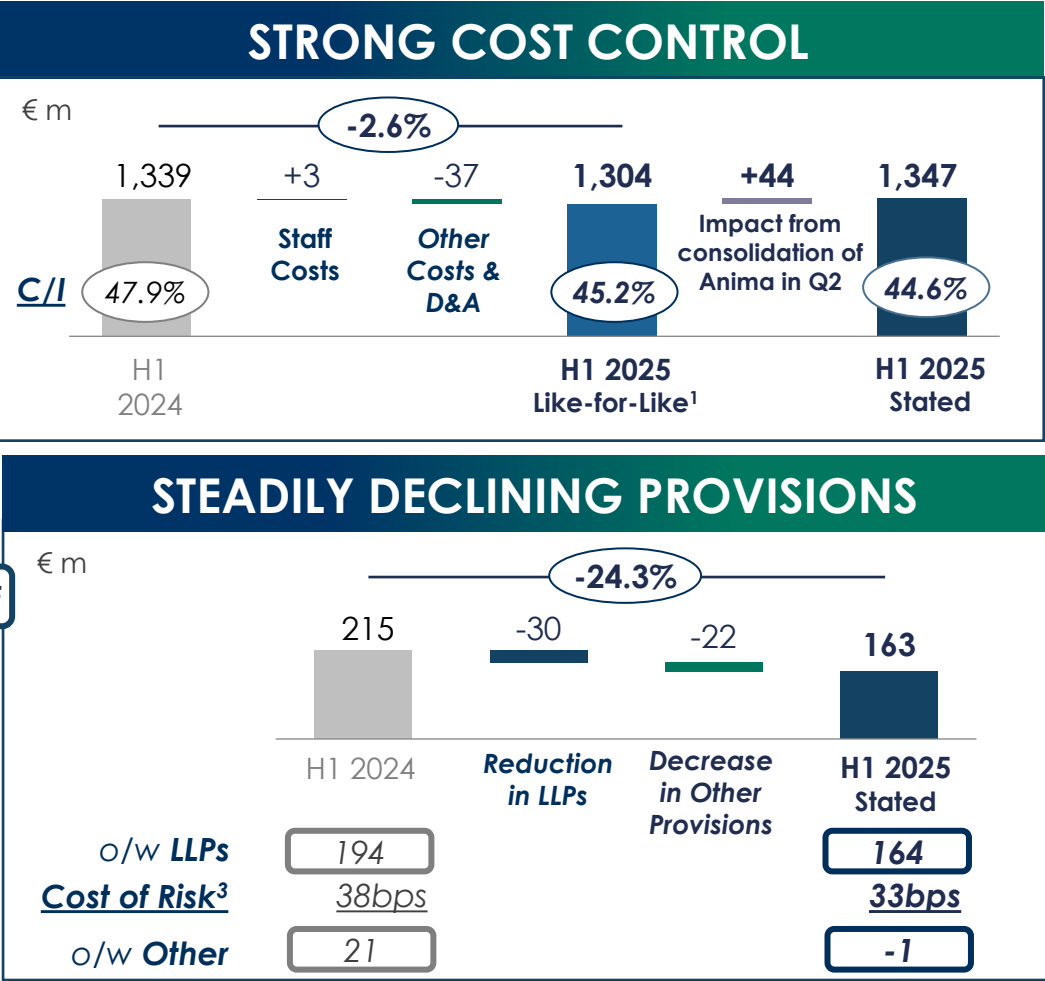 STRONG COST CONTROL
€ m
-2.6%
1,339
+3
-37
1,304
+44
1,347
Staff
Costs
Other
Costs &
D&A
Impact from
consolidation of
Anima in Q2
C/I
47.9%
45.2%
44.6%
H1
2024
H1 2025
Like-for-Like¹
H1 2025
Stated
STEADILY DECLINING PROVISIONS
€ m
-24.3%
215
-30
-22
163
H1 2024
Reduction
in LLPs
Decrease
in Other
Provisions
H1 2025
Stated
o/w LLPs
194
164
Cost of Risk³
38bps
33bps
o/w Other
21
-1